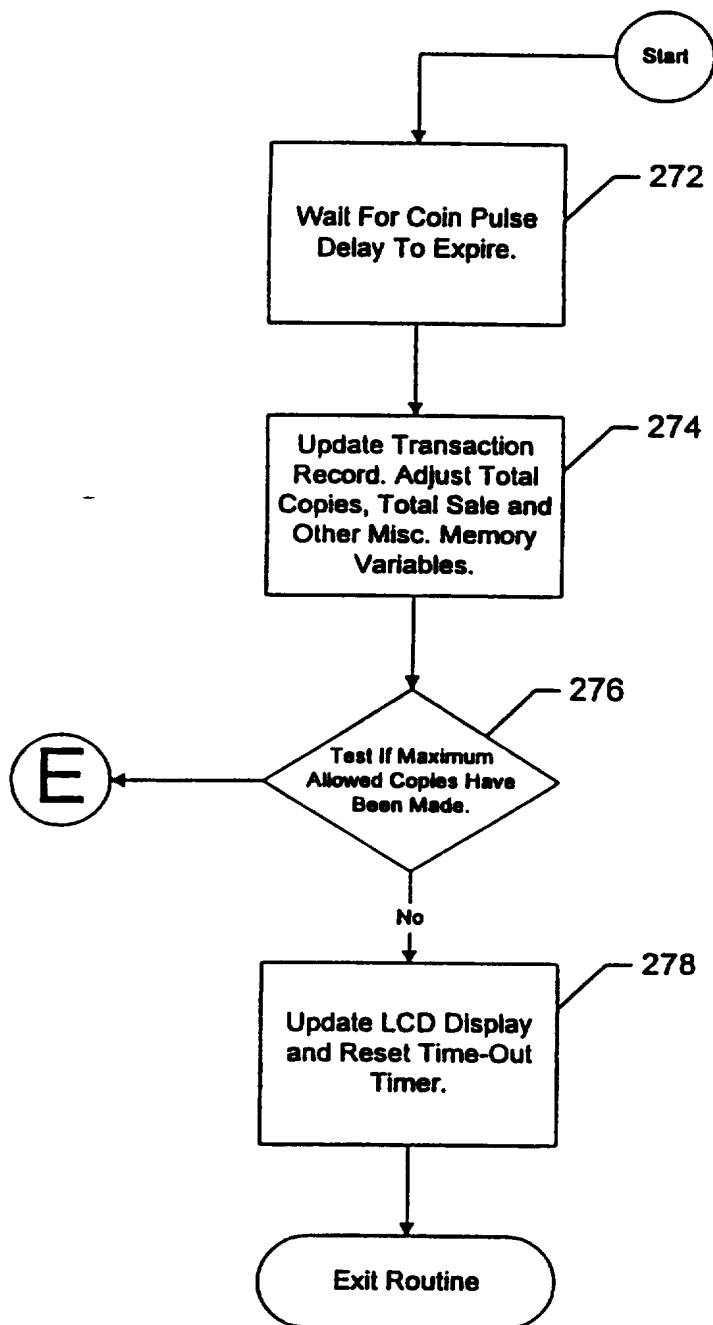 Start
272
Wait For Coin Pulse
Delay To Expire.
274
Update Transaction
Record. Adjust Total
Copies, Total Sale and
Other Misc. Memory
Variables.
276
Test If Maximum
Allowed Copies Have
Been Made.
E
No
278
Update LCD Display
and Reset Time-Out
Timer.
Exit Routine